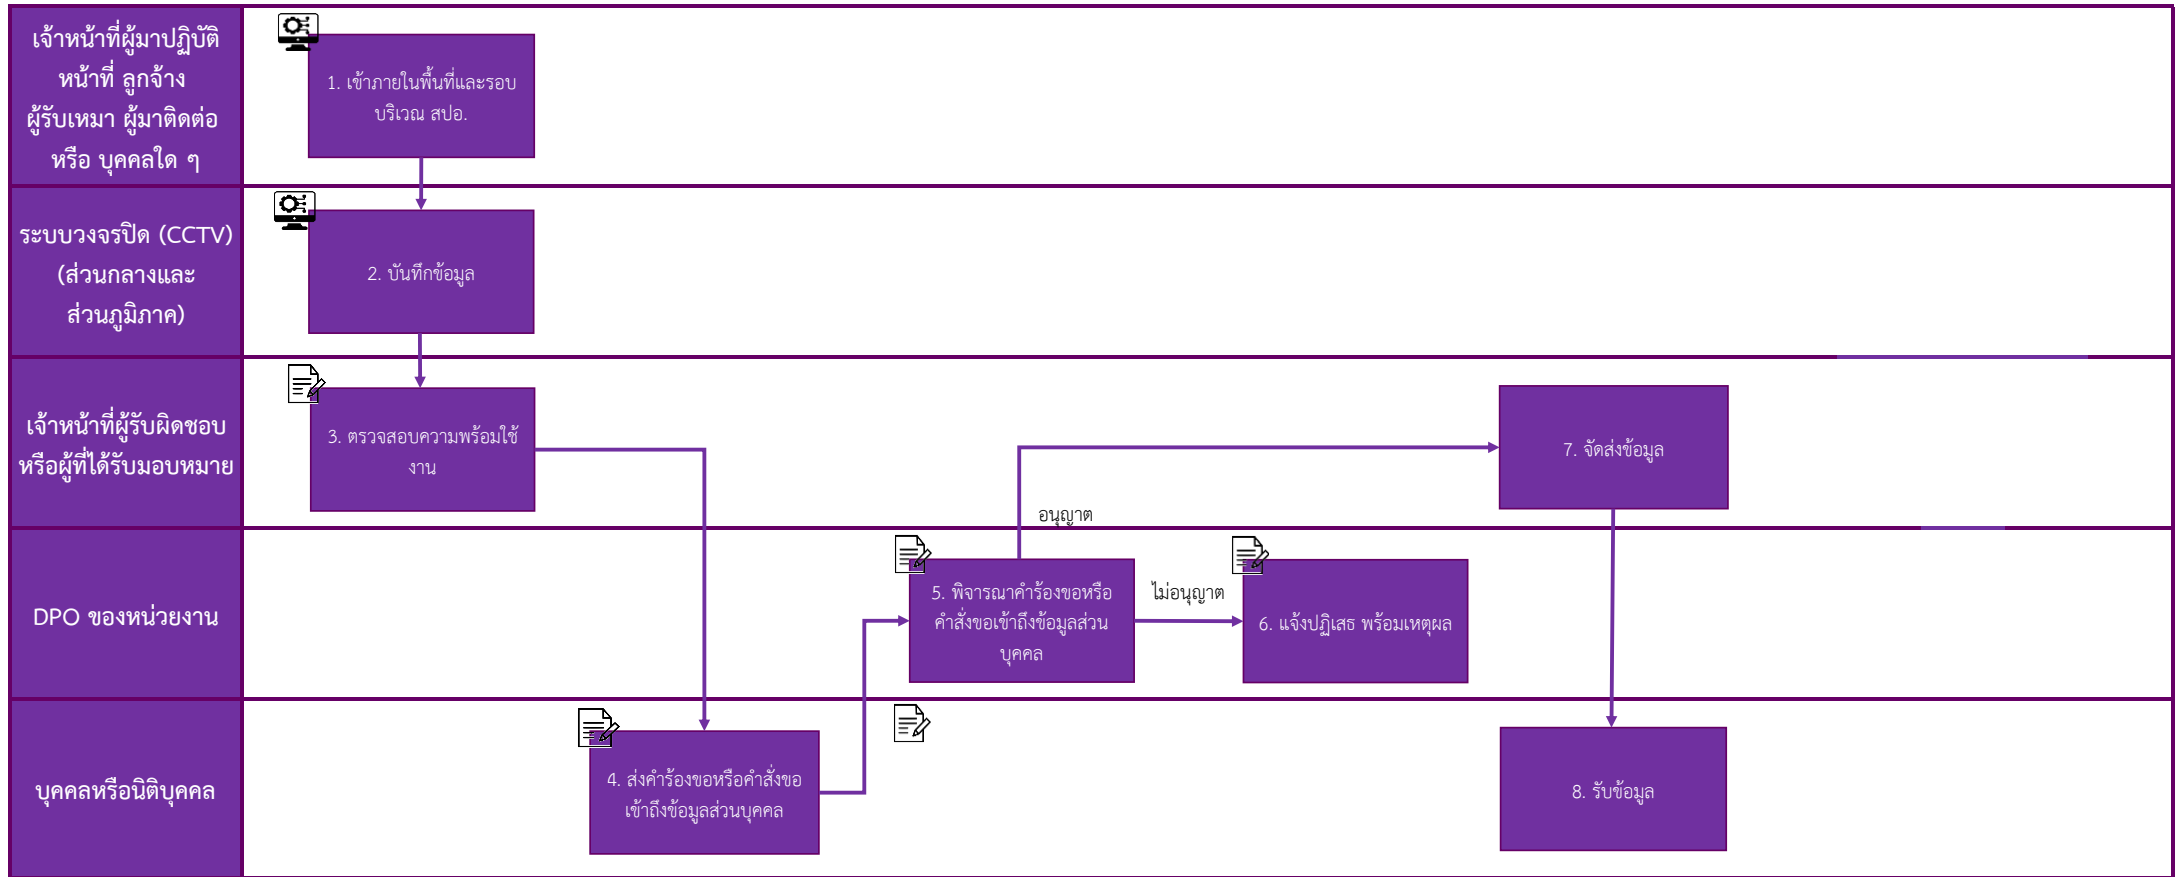 เจ้าหน้าที่ผู้มาปฏิบัติ
หน้าที่ ลูกจ้าง
ผู้รับเหมา ผู้มาติดต่อ
หรือ บุคคลใด ๆ
1. เข้าภายในพื้นที่และรอบ
บริเวณ สปอ.
ระบบวงจรปิด (CCTV)
(ส่วนกลางและ
ส่วนภูมิภาค)
2. บันทึกข้อมูล
เจ้าหน้าที่ผู้รับผิดชอบ
หรือผู้ที่ได้รับมอบหมาย
3. ตรวจสอบความพร้อมใช้
งาน
7. จัดส่งข้อมูล
อนุญาต
DPO ของหน่วยงาน
5. พิจารณาคำร้องขอหรือ
คำสั่งขอเข้าถึงข้อมูลส่วน
บุคคล
ไม่อนุญาต
6. แจ้งปฏิเสธ พร้อมเหตุผล
บุคคลหรือนิติบุคคล
4. ส่งคำร้องขอหรือคำสั่งขอ
เข้าถึงข้อมูลส่วนบุคคล
8. รับข้อมูล